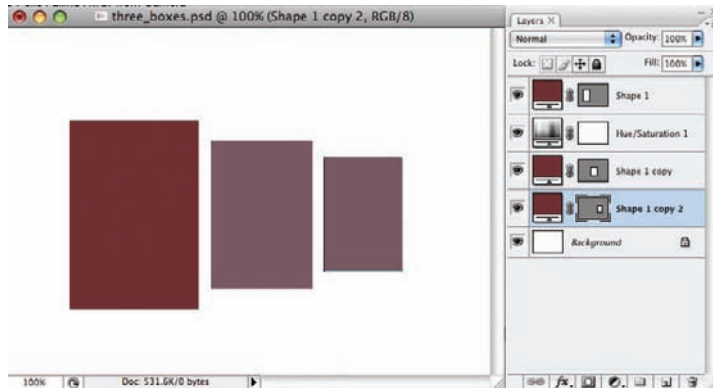 three_boxes.psd @ 100% (Shape 1 copy 2, RGB/8)
100%
Doc: 531.6K/0 bytes
Layers X
Normal
Opacity: 100%
Lock:
Fill: 100%
Shape 1
Hue/Saturation 1
Shape 1 copy
Shape 1 copy 2
Background
fx.